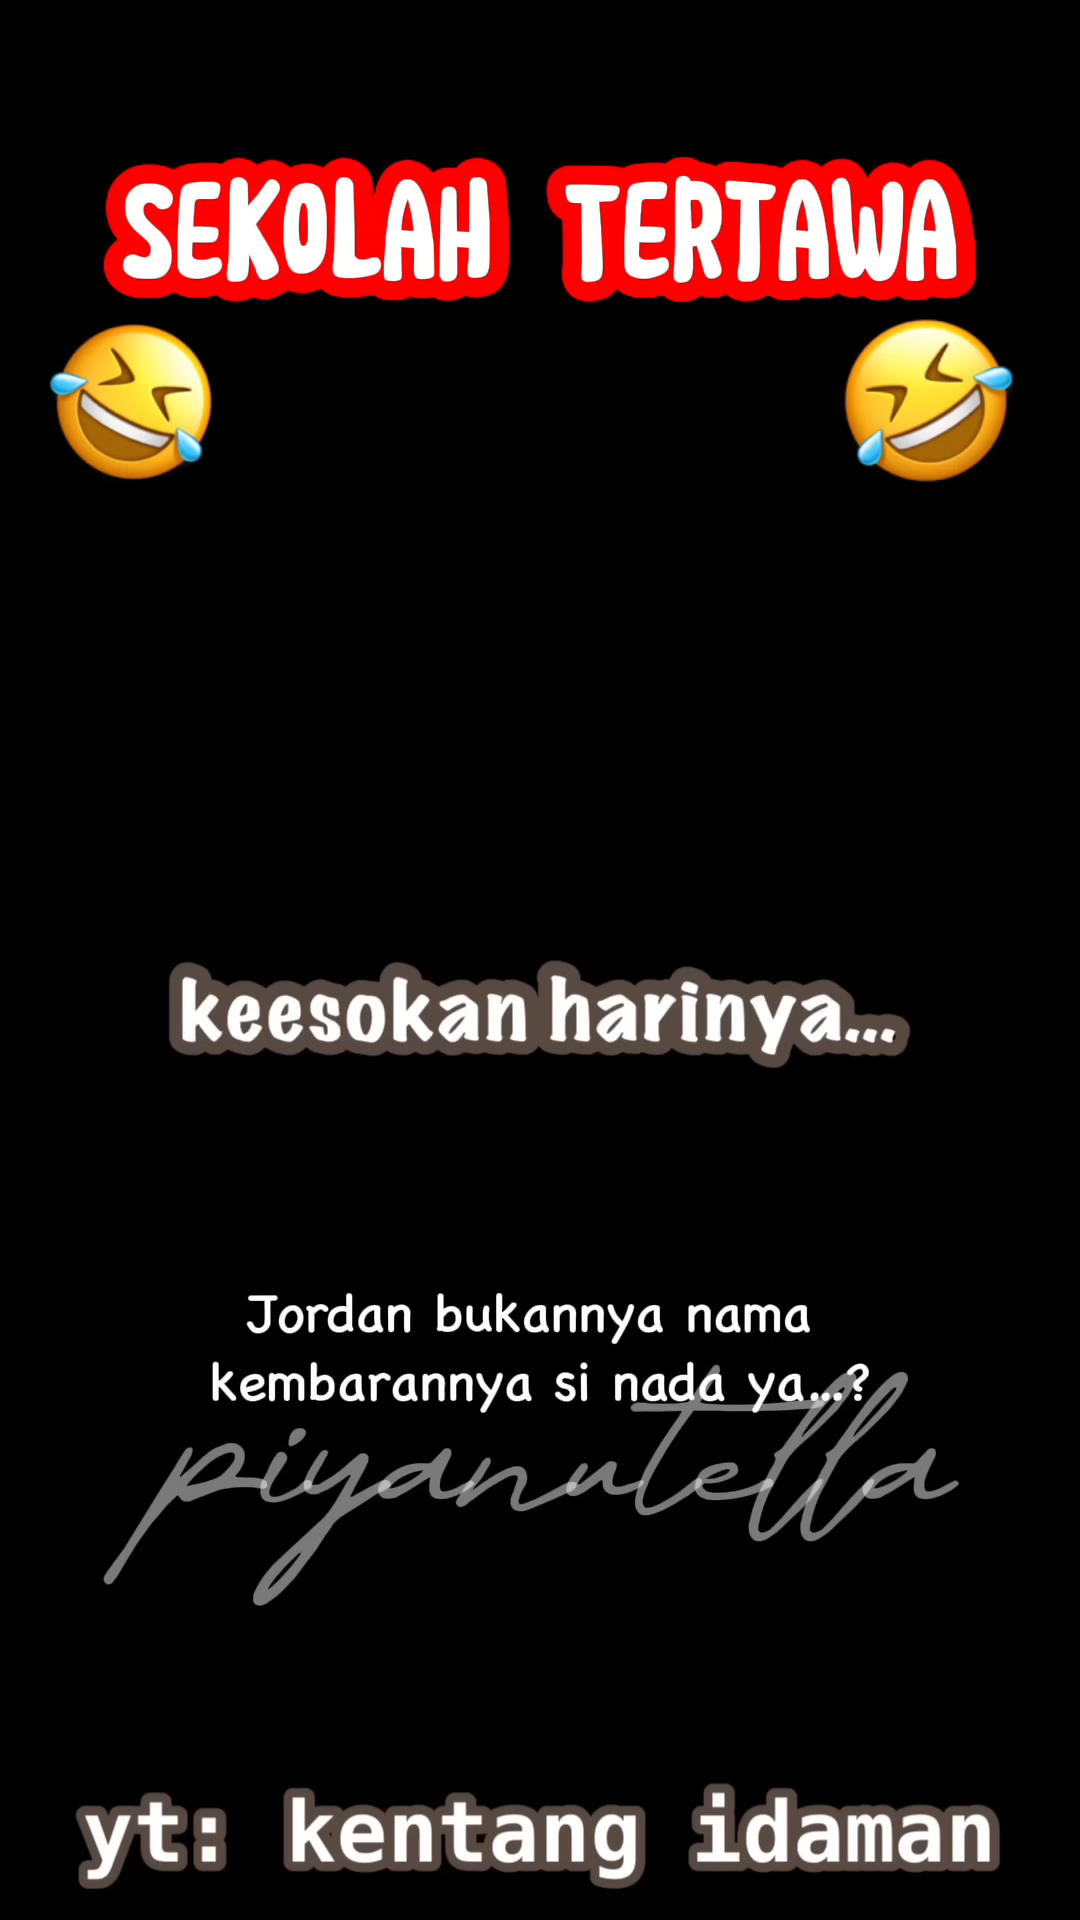 SEKOLAH TERTAWA
keesokan harinya...
Jordan bukannya nama
kembarannya si nada ya...?
piyanutella
yt: kentang idaman